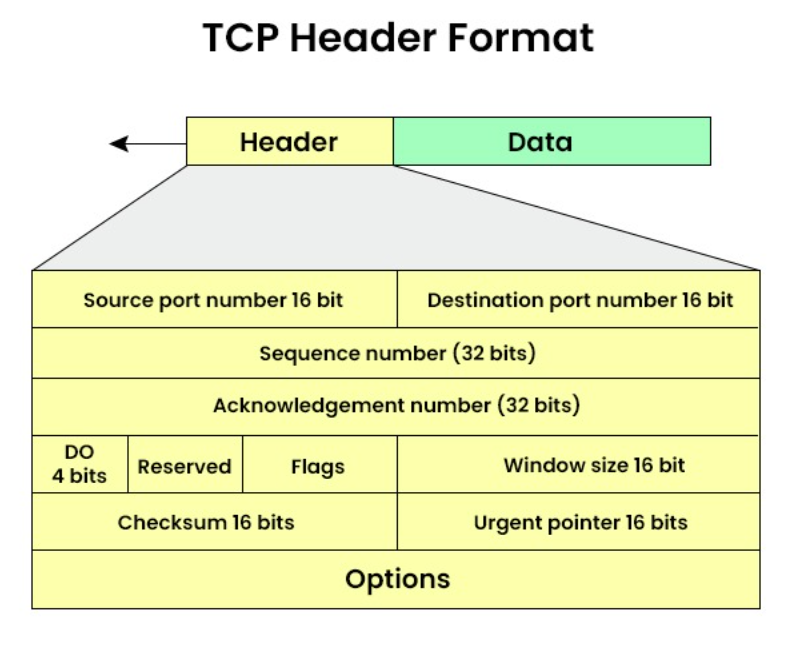 TCP Header Format
Header
Data
Source port number 16 bit
Destination port number 16 bit
Sequence number (32 bits)
Acknowledgement number (32 bits)
DO
4 bits
Reserved
Flags
Window size 16 bit
Checksum 16 bits
Urgent pointer 16 bits
Options